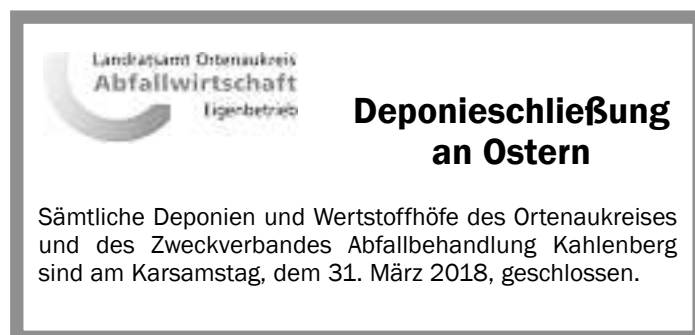 Landratsamt Ortenaukreis
Abfallwirtschaft
Eigenbetrieb
Deponieschließung
an Ostern
Sämtliche Deponien und Wertstoffhöfe des Ortenaukreises
und des Zweckverbandes Abfallbehandlung Kahlenberg
sind am Karsamstag, dem 31. März 2018, geschlossen.